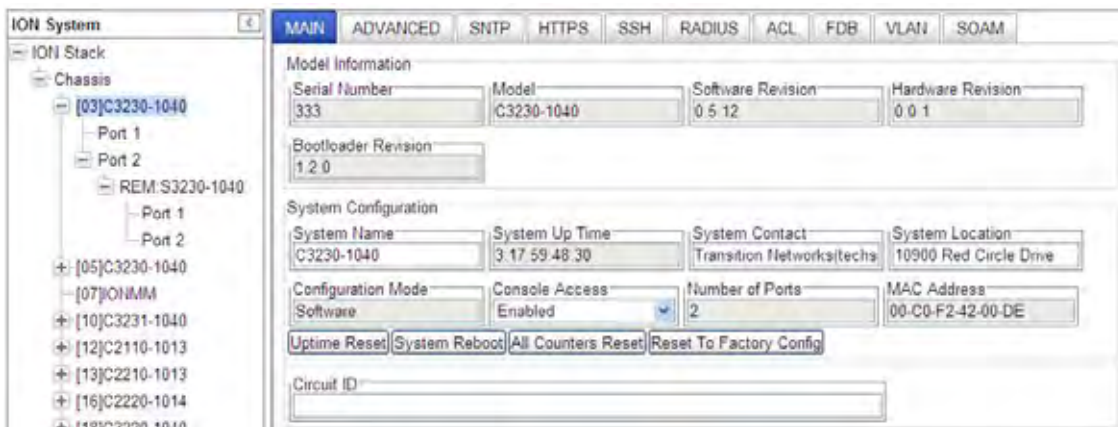 ION System
ION Stack
Chassis
[03]C3230-1040
Port 1
Port 2
REM:S3230-1040
Port 1
Port 2
[05]C3230-1040
[07]IONMM
[10]C3231-1040
[12]C2110-1013
[13]C2210-1013
[16]C2220-1014
MAIN ADVANCED SNTP HTTPS SSH RADIUS ACL FDB VLAN SOAM
Model Information
Serial Number Model Software Revision Hardware Revision
333 C3230-1040 0.5.12 0.0.1
Bootloader Revision
1.2.0
System Configuration
System Name System Up Time System Contact System Location
C3230-1040 3:17:59:48.30 Transition Networks(techs 10900 Red Circle Drive
Configuration Mode Console Access Number of Ports MAC Address
Software Enabled 2 00-C0-F2-42-00-DE
Uptime Reset System Reboot All Counters Reset Reset To Factory Config
Circuit ID